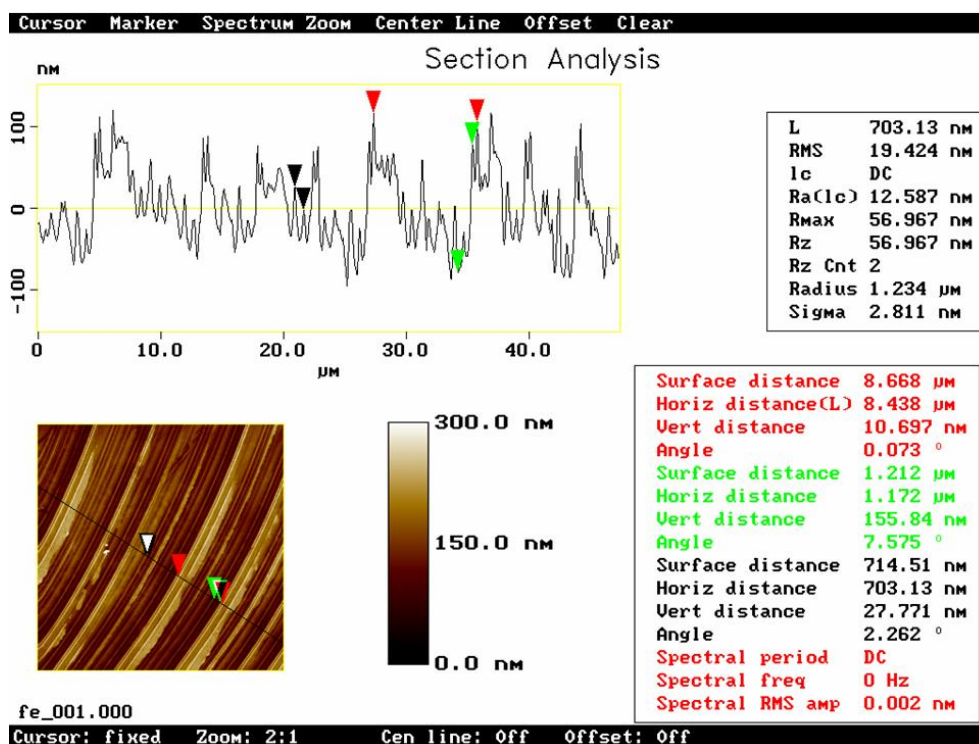 Cursor Marker Spectrum Zoom Center Line Offset Clear
Section Analysis
nM
100
0
-100
0 10.0 20.0 30.0 40.0
µM
L 703.13 nM
RMS 19.424 nM
lc DC
Ra(lc) 12.587 nM
Rmax 56.967 nM
Rz 56.967 nM
Rz Cnt 2
Radius 1.234 µM
Sigma 2.811 nM
Surface distance 8.668 µM
Horiz distance(L) 8.438 µM
Vert distance 10.697 nM
Angle 0.073 °
Surface distance 1.212 µM
Horiz distance 1.172 µM
Vert distance 155.84 nM
Angle 7.575 °
Surface distance 714.51 nM
Horiz distance 703.13 nM
Vert distance 27.771 nM
Angle 2.262 °
Spectral period DC
Spectral freq 0 Hz
Spectral RMS amp 0.002 nM
300.0 nM
150.0 nM
0.0 nM
fe_001.000
Cursor: fixed Zoom: 2:1 Cen line: Off Offset: Off